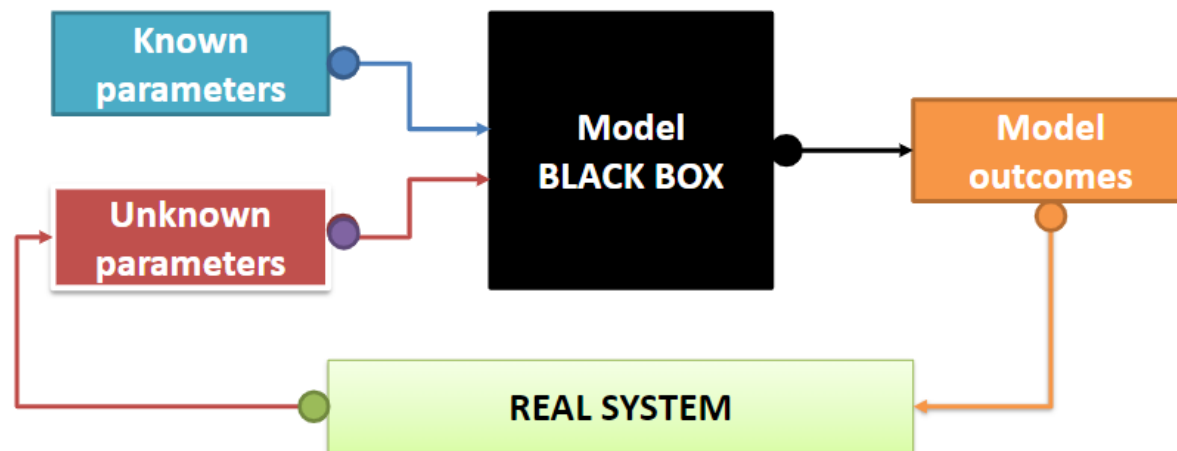 Known
parameters
Model
BLACK BOX
Model
outcomes
Unknown
parameters
REAL SYSTEM